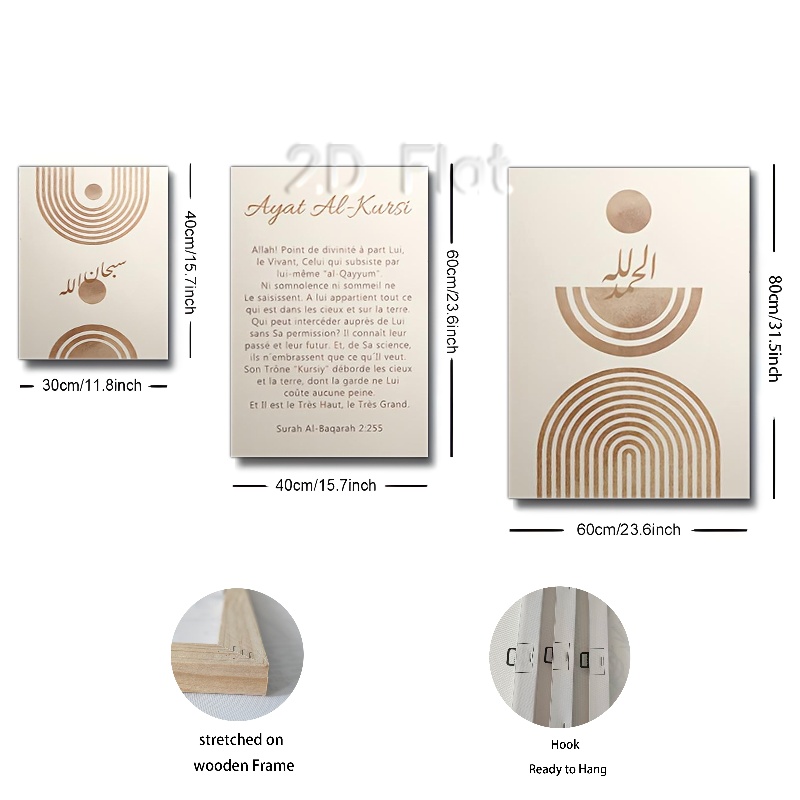 2D Flat
سبحان الله
40cm/15.7inch
30cm/11.8inch
Ayat Al-Kursi
Allah! Point de divinité à part Lui,
le Vivant, Celui qui subsiste par
lui-même "al-Qayyum".
Ni somnolence ni sommeil ne
Le saisissent. A lui appartient tout ce
qui est dans les cieux et sur la terre.
Qui peut intercéder auprès de Lui
sans Sa permission? Il connaît leur
passé et leur futur. Et, de Sa science,
ils n'embrassent que ce qu'Il veut.
Son Trône "Kursiy" déborde les cieux
et la terre, dont la garde ne Lui
coûte aucune peine.
Et Il est le Très Haut, le Très Grand.
Surah Al-Baqarah 2:255
60cm/23.6inch
40cm/15.7inch
الحمد لله
80cm/31.5inch
60cm/23.6inch
stretched on
wooden Frame
Hook
Ready to Hang